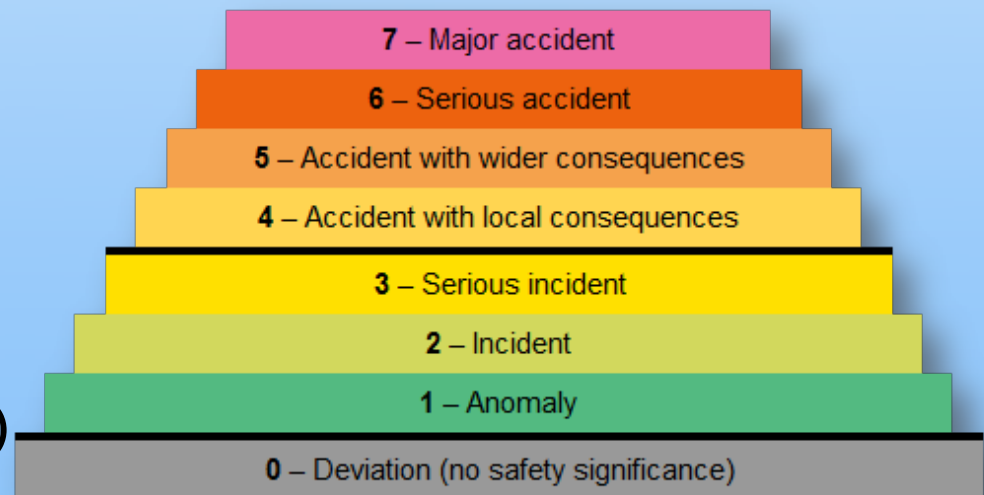 7 – Major accident
6 – Serious accident
5 – Accident with wider consequences
4 – Accident with local consequences
3 – Serious incident
2 – Incident
1 – Anomaly
)
0 – Deviation (no safety significance)